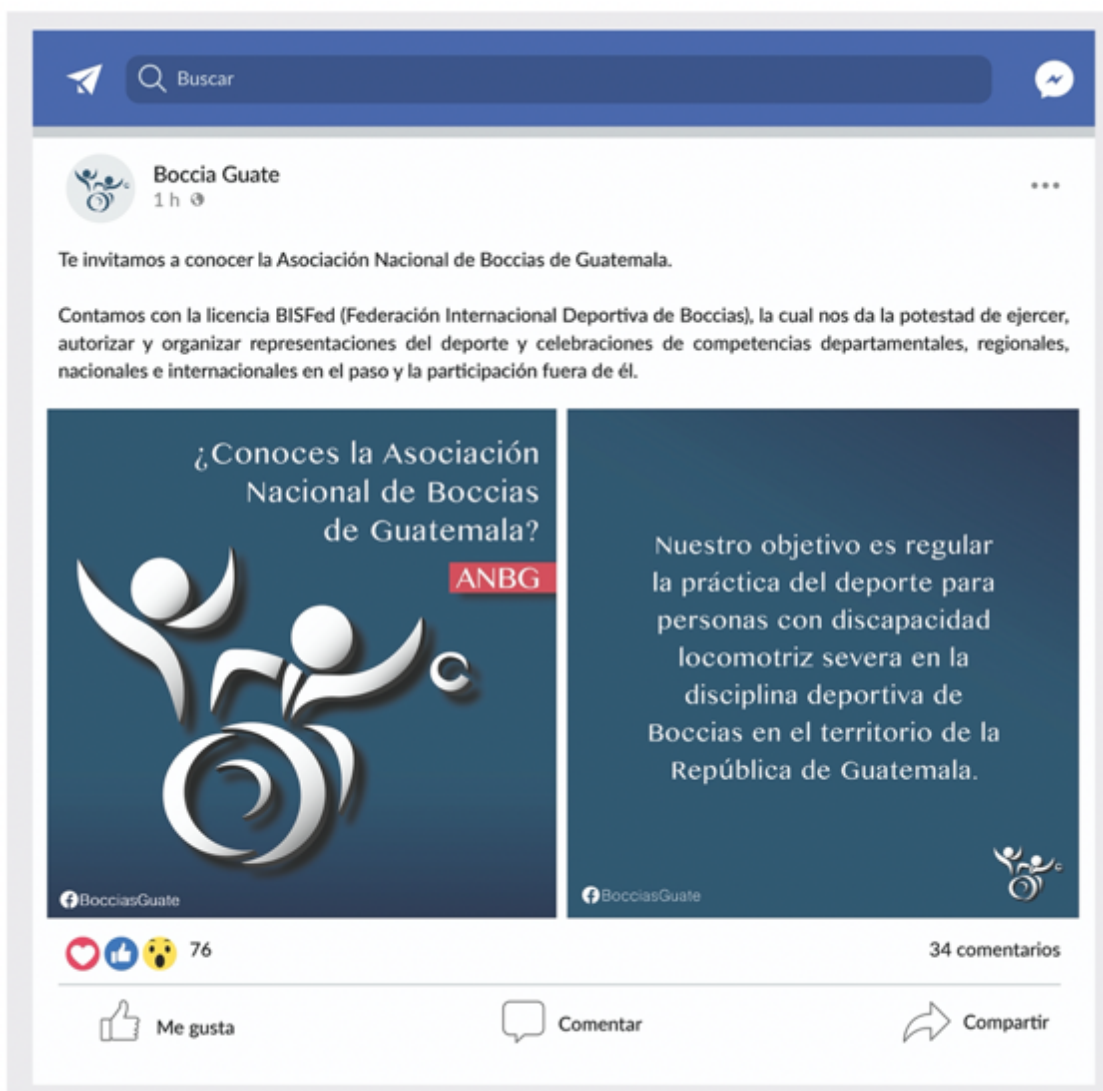 Buscar
Boccia Guate
1 h
Te invitamos a conocer la Asociación Nacional de Boccias de Guatemala.
Contamos con la licencia BISFed (Federación Internacional Deportiva de Boccias), la cual nos da la potestad de ejercer,
autorizar y organizar representaciones del deporte y celebraciones de competencias departamentales, regionales,
nacionales e internacionales en el paso y la participación fuera de él.
¿Conoces la Asociación
Nacional de Boccias
de Guatemala?
ANBG
BocciasGuate
Nuestro objetivo es regular
la práctica del deporte para
personas con discapacidad
locomotriz severa en la
disciplina deportiva de
Boccias en el territorio de la
República de Guatemala.
BocciasGuate
76
34 comentarios
Me gusta
Comentar
Compartir